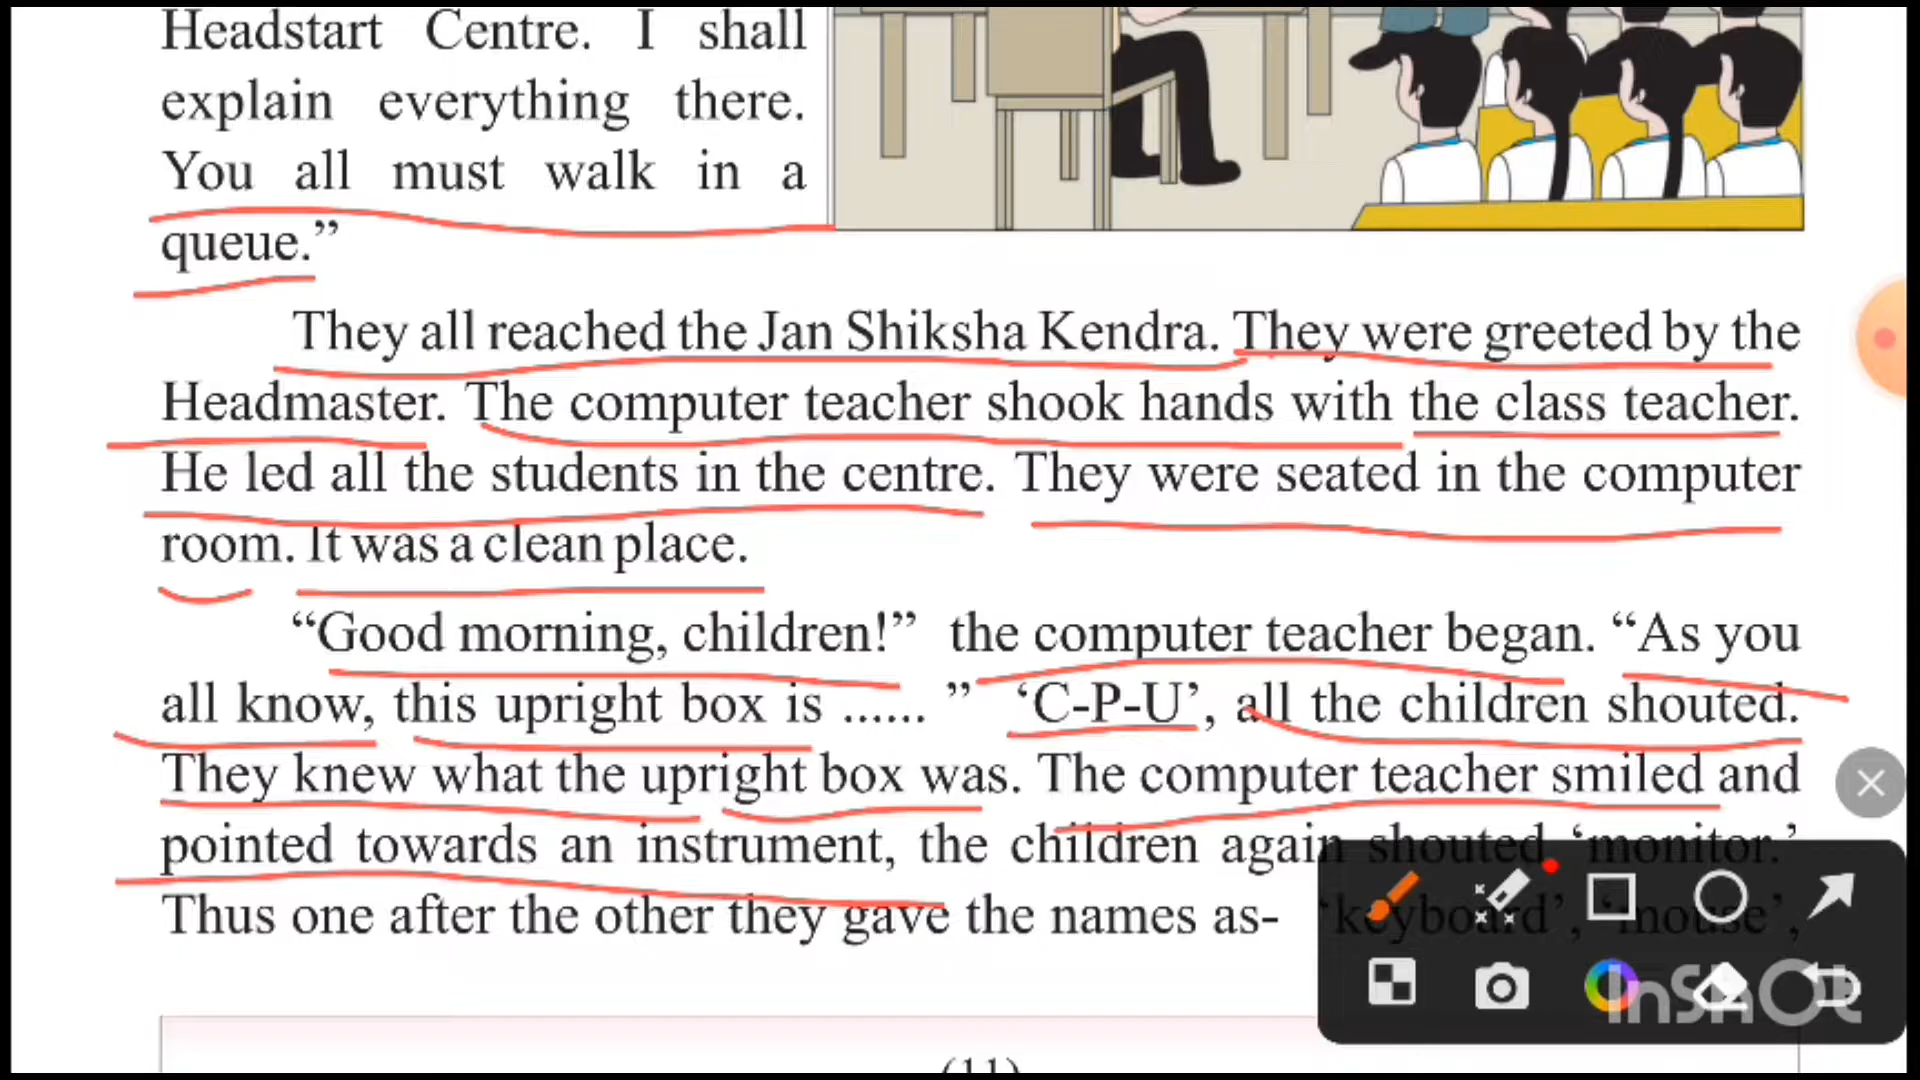 Headstart Centre. I shall
explain everything there.
You all must walk in a
queue.”
They all reached the Jan Shiksha Kendra. They were greeted by the
Headmaster. The computer teacher shook hands with the class teacher.
He led all the students in the centre. They were seated in the computer
room. It was a clean place.
“Good morning, children!” the computer teacher began. “As you
all know, this upright box is ...... ” ‘C-P-U’, all the children shouted.
They knew what the upright box was. The computer teacher smiled and
pointed towards an instrument, the children again shouted, ‘monitor.’
Thus one after the other they gave the names as- ‘keyboard’, ‘mouse’,
InShOt
(11)